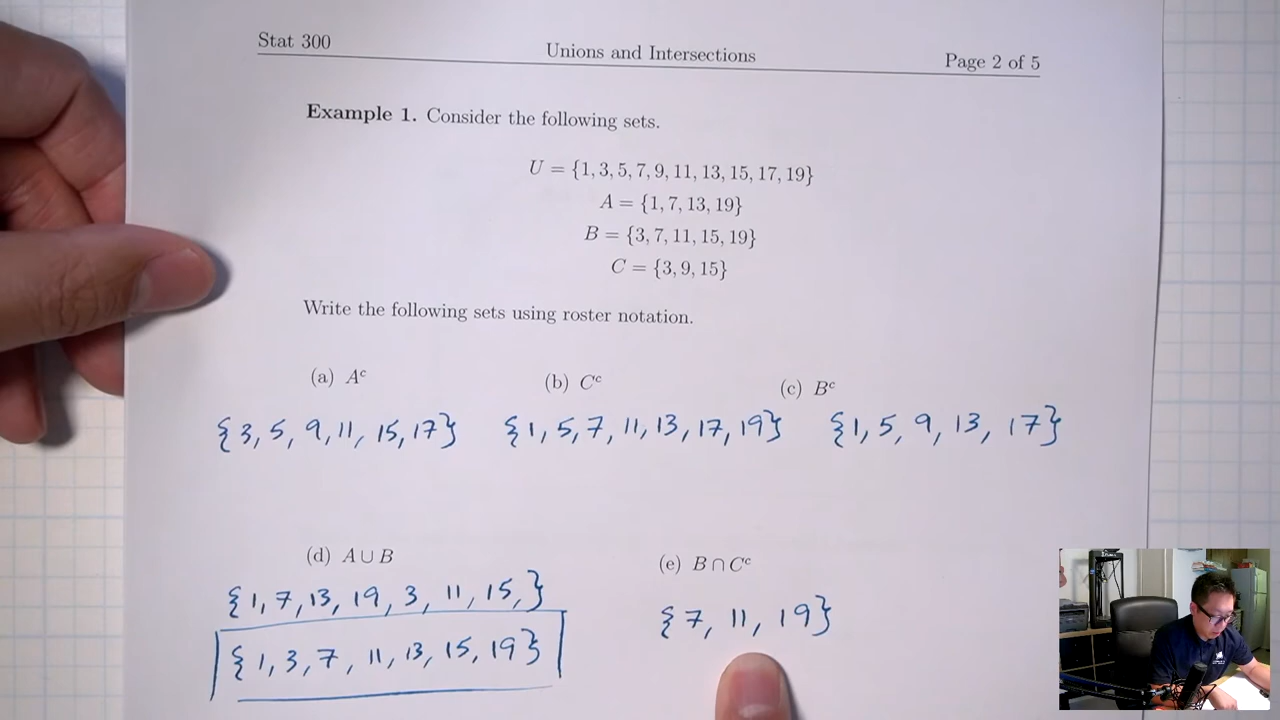 Stat 300 Unions and Intersections Page 2 of 5
Example 1. Consider the following sets.
U = {1, 3, 5, 7, 9, 11, 13, 15, 17, 19}
A = {1, 7, 13, 19}
B = {3, 7, 11, 15, 19}
C = {3, 9, 15}
Write the following sets using roster notation.
(a) Aᶜ (b) Cᶜ (c) Bᶜ
{3, 5, 9, 11, 15, 17} {1, 5, 7, 11, 13, 17, 19} {1, 5, 9, 13, 17}
(d) A ∪ B (e) B ∩ Cᶜ
{1, 7, 13, 19, 3, 11, 15,} {7, 11, 19}
{1, 3, 7, 11, 13, 15, 19}